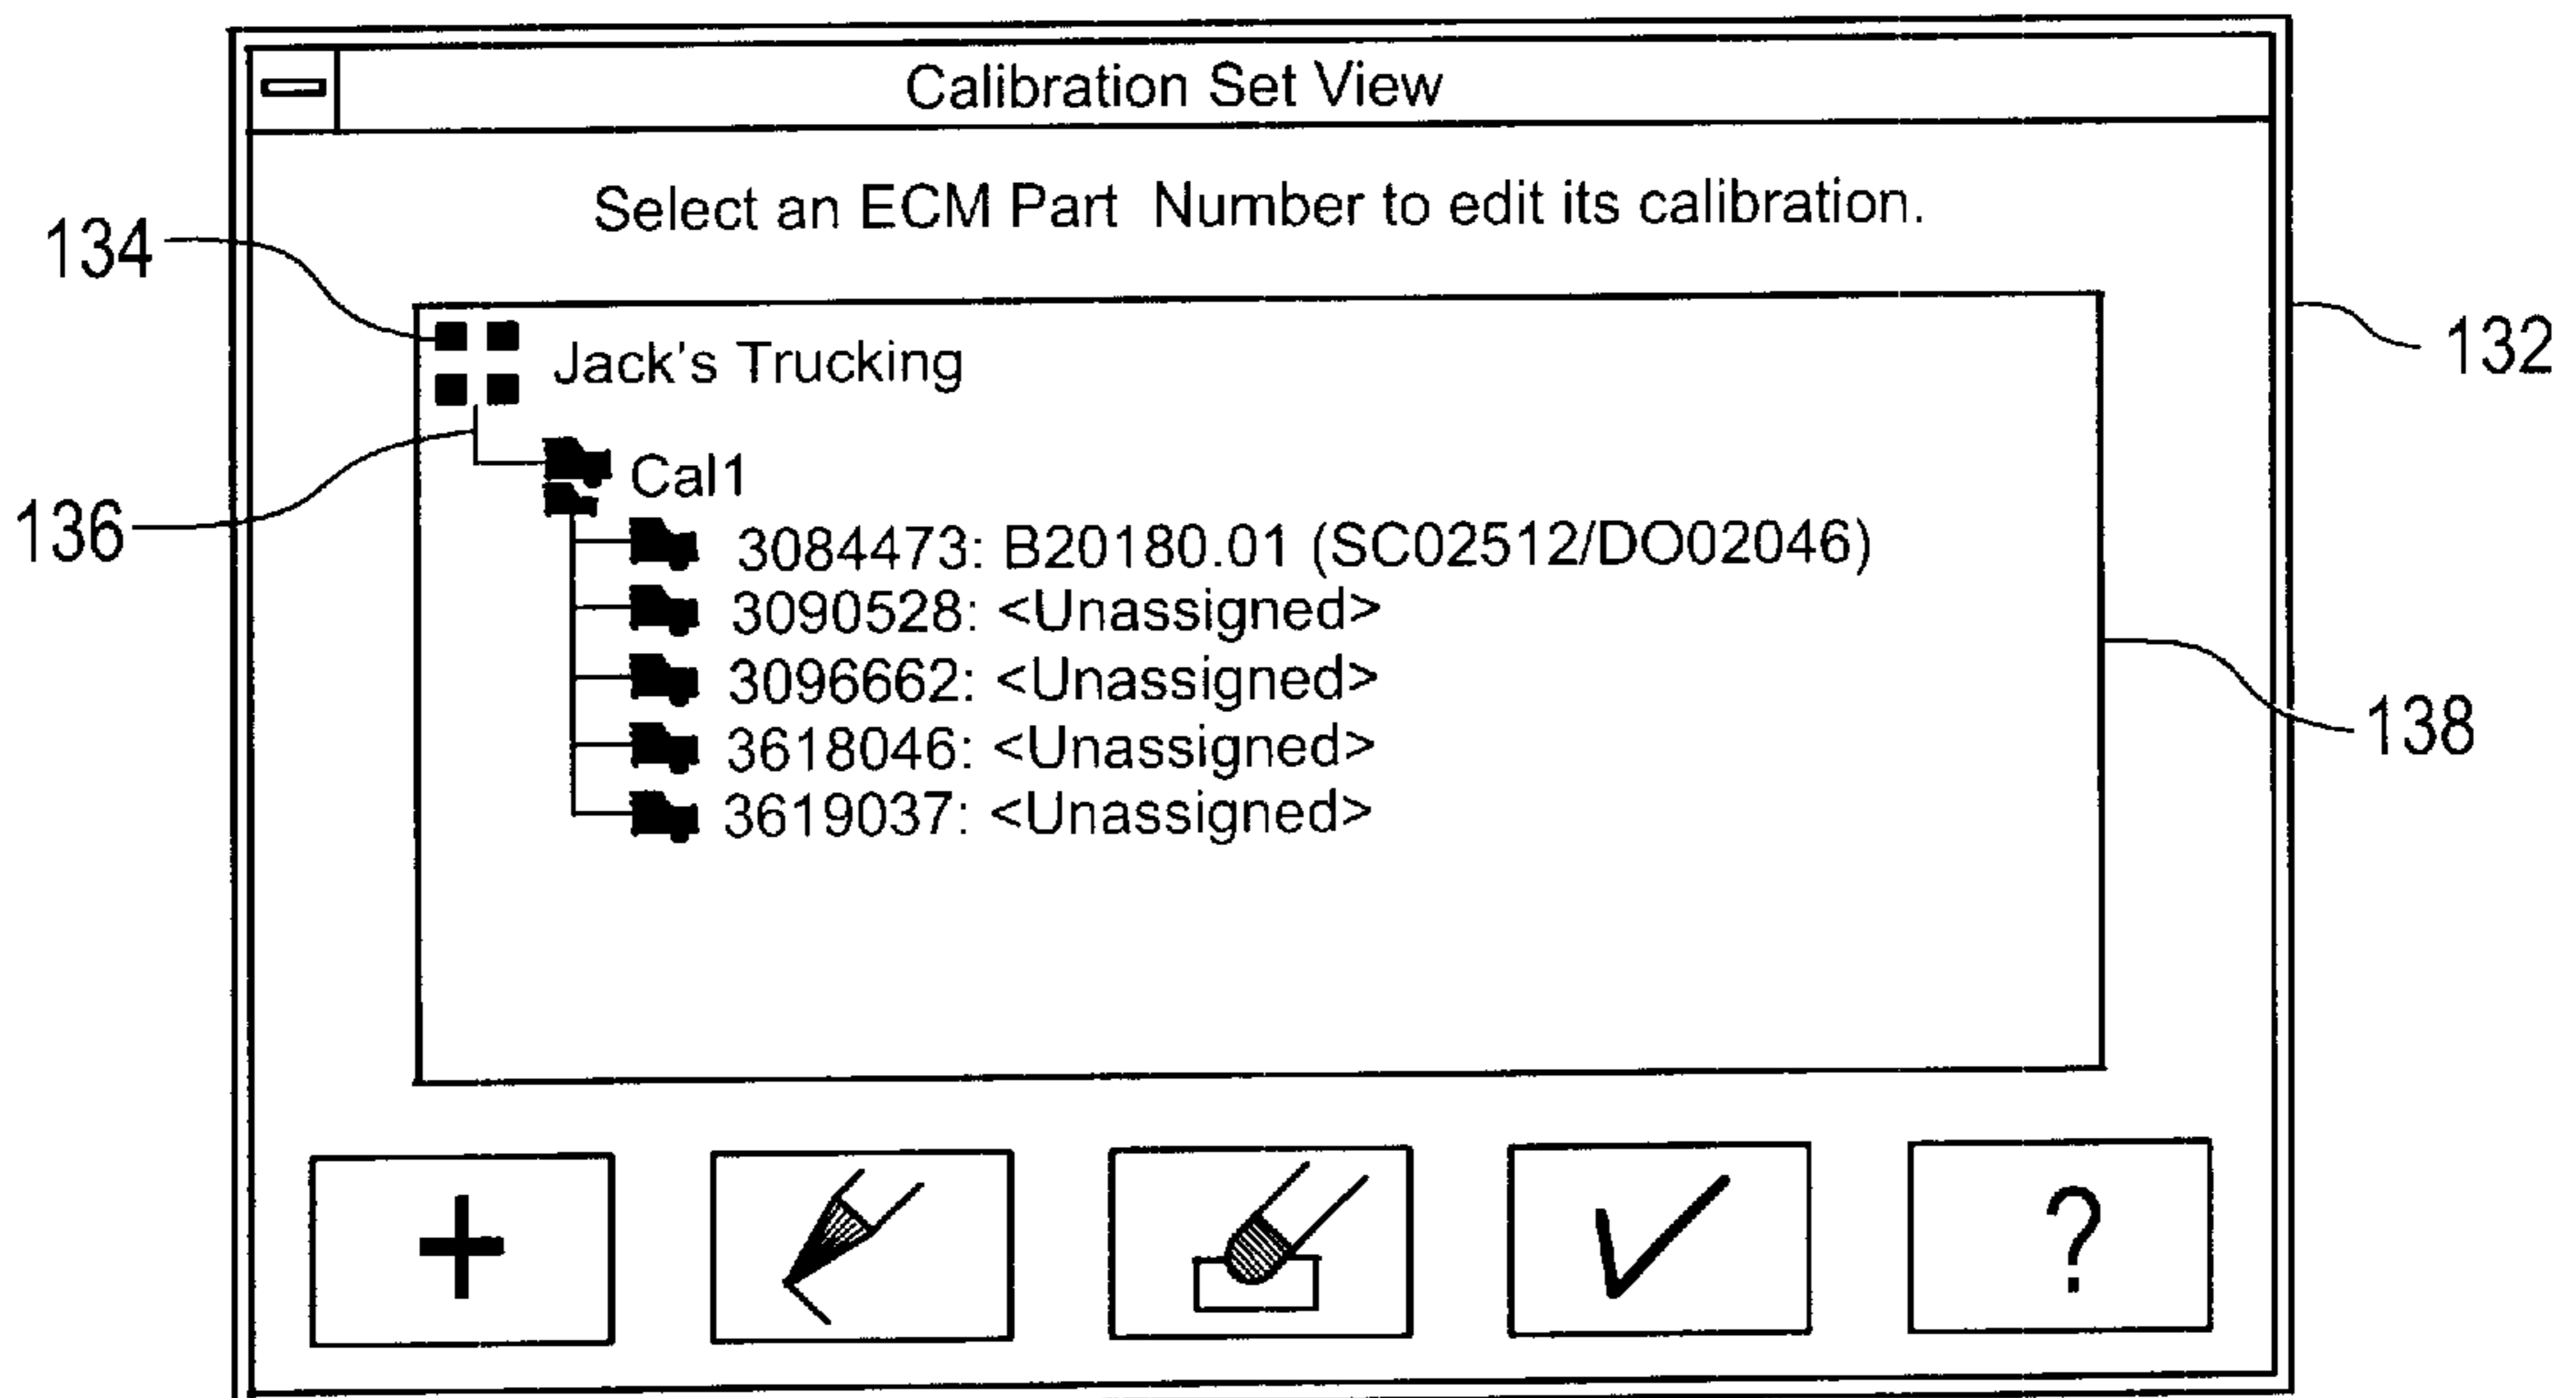 Calibration Set View
Select an ECM Part Number to edit its calibration.
134
132
Jack's Trucking
136
Cal1
3084473: B20180.01 (SC02512/DO02046)
3090528: <Unassigned>
3096662: <Unassigned>
138
3618046: <Unassigned>
3619037: <Unassigned>
+
?